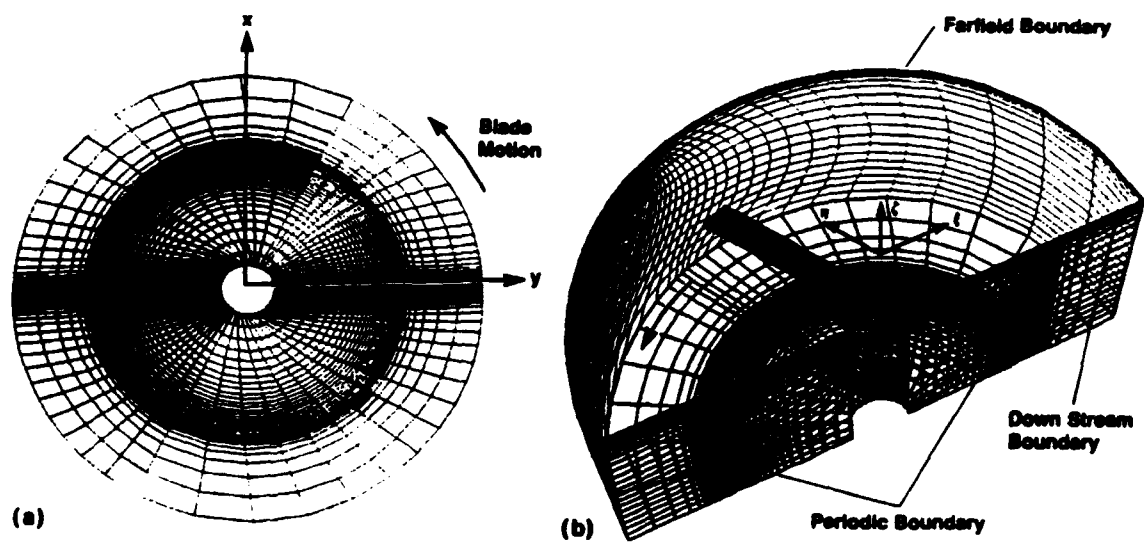 x
Blade
Motion
y
(a)
Farfield Boundary
η
ζ
ξ
Down Stream
Boundary
Periodic Boundary
(b)